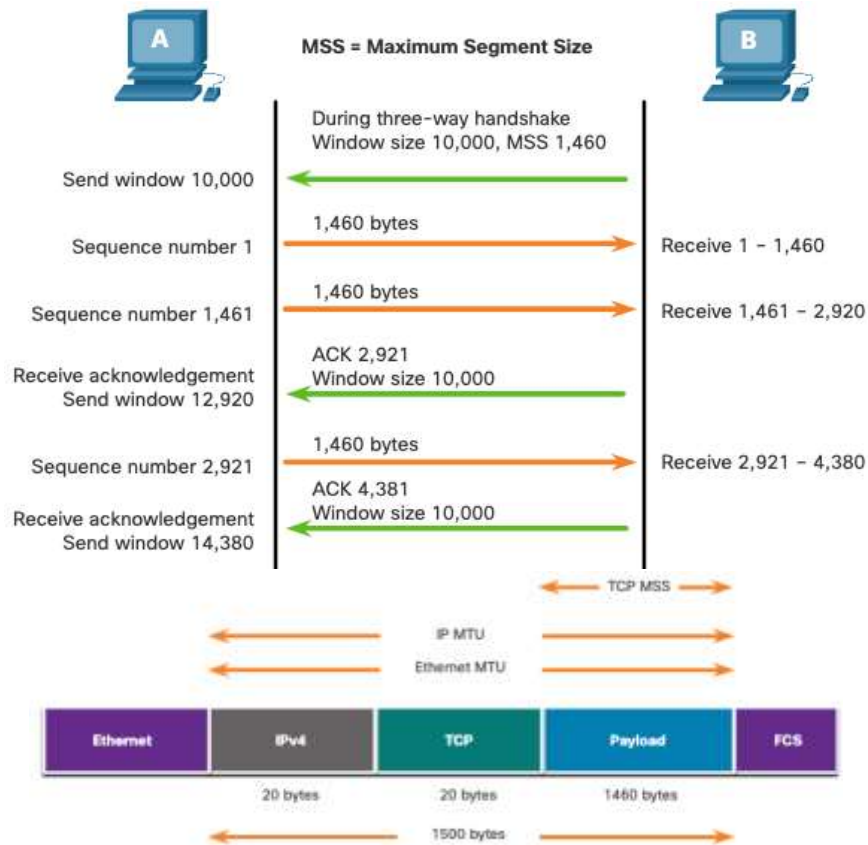 A
MSS = Maximum Segment Size
B
During three-way handshake
Window size 10,000, MSS 1,460
Send window 10,000
1,460 bytes
Sequence number 1
Receive 1 - 1,460
1,460 bytes
Sequence number 1,461
Receive 1,461 - 2,920
ACK 2,921
Window size 10,000
Receive acknowledgement
Send window 12,920
1,460 bytes
Sequence number 2,921
Receive 2,921 - 4,380
ACK 4,381
Window size 10,000
Receive acknowledgement
Send window 14,380
TCP MSS
IP MTU
Ethernet MTU
Ethernet IPv4 TCP Payload FCS
20 bytes 20 bytes 1460 bytes
1500 bytes